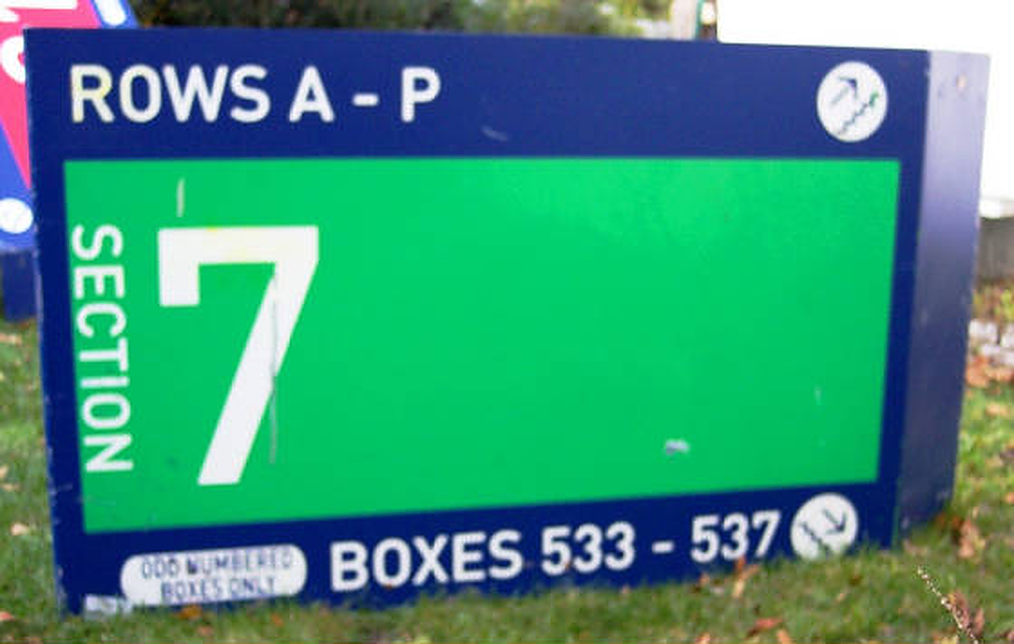 ROWS A - P
SECTION
7
BOXES 533 - 537
ODD NUMBERED
BOXES ONLY